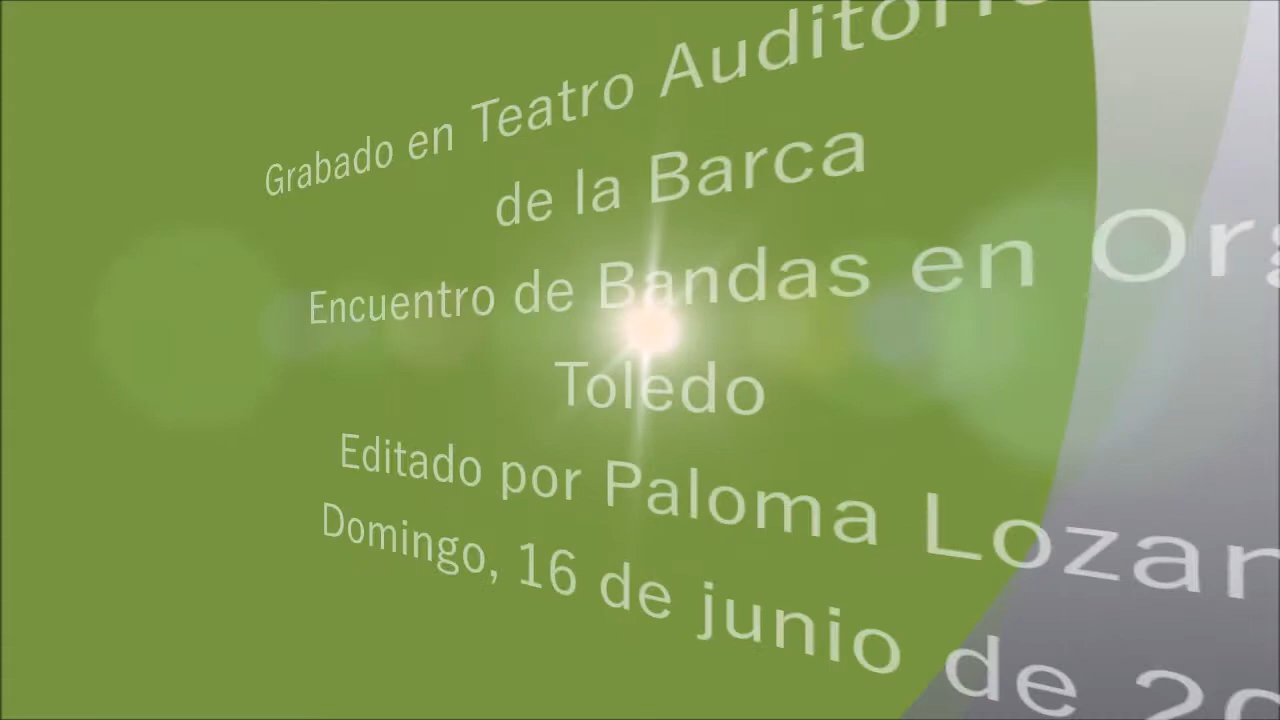 Grabado en Teatro Auditorio
de la Barca
Encuentro de Bandas en
Toledo
Editado por Paloma
Domingo, 16 de junio de